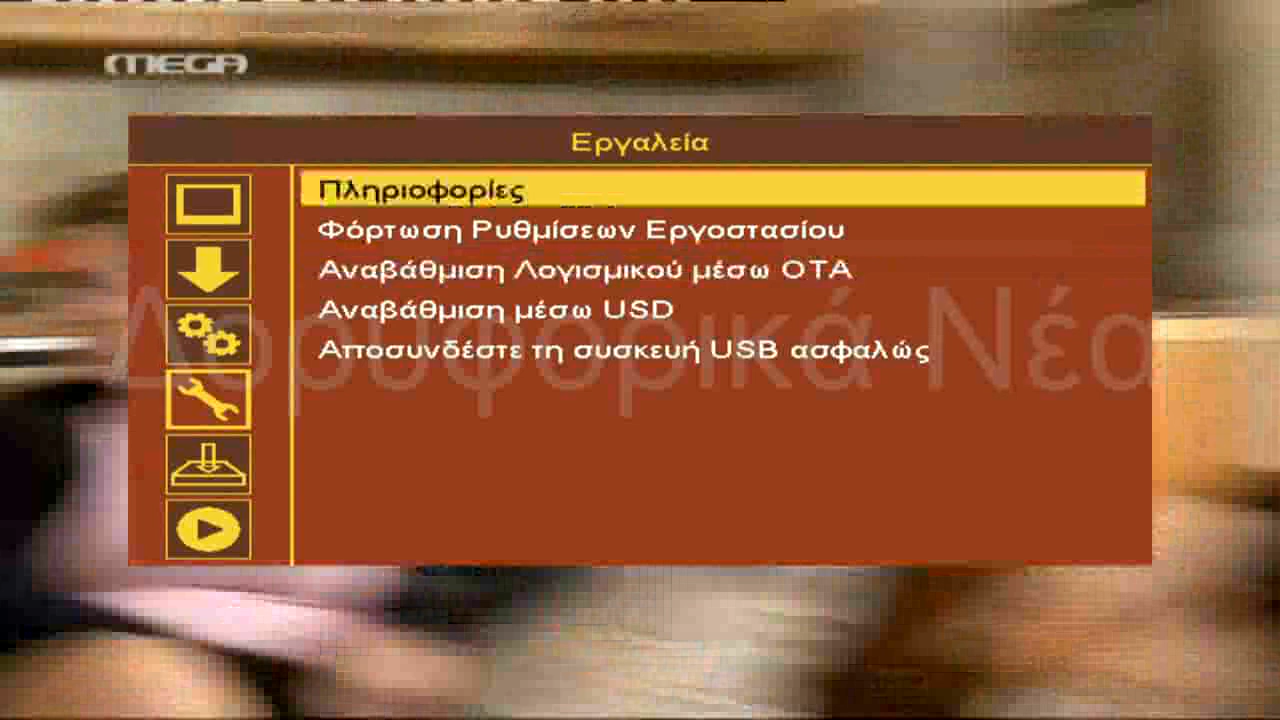 MEGA
Εργαλεία
Πληριοφορίες
Φόρτωση Ρυθμίσεων Εργοστασίου
Αναβάθμιση Λογισμικού μέσω OTA
Αναβάθμιση μέσω USD
Αποσυνδέστε τη συσκευή USB ασφαλώς
Δορυφορικά Νέα